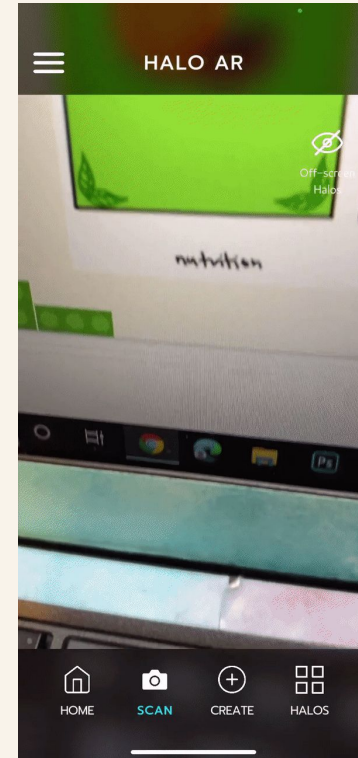 HALO AR
Off-screen
Halos
nutrition
Ps
HOME
SCAN
CREATE
HALOS